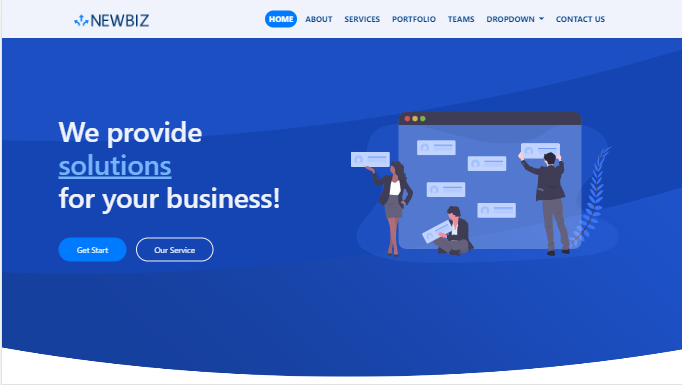 NEWBIZ
HOME ABOUT SERVICES PORTFOLIO TEAMS DROPDOWN CONTACT US
We provide
solutions
for your business!
Get Start Our Service